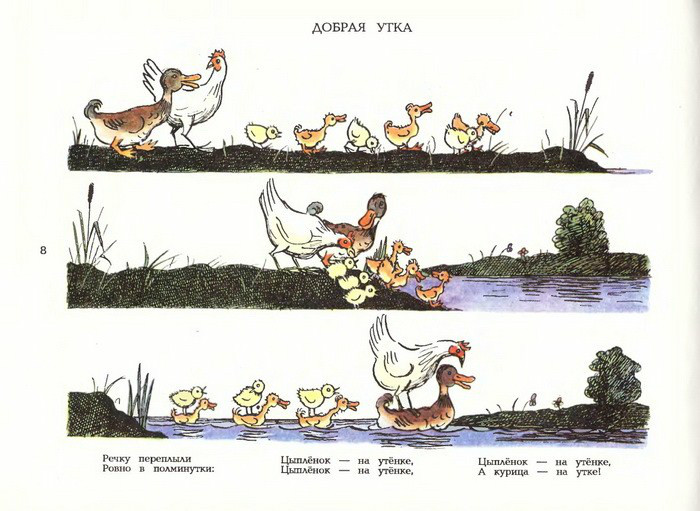 ДОБРАЯ УТКА
8
Речку переплыли
Ровно в полминутки:
Цыплёнок — на утёнке,
Цыплёнок — на утёнке,
Цыплёнок — на утёнке,
А курица — на утке!